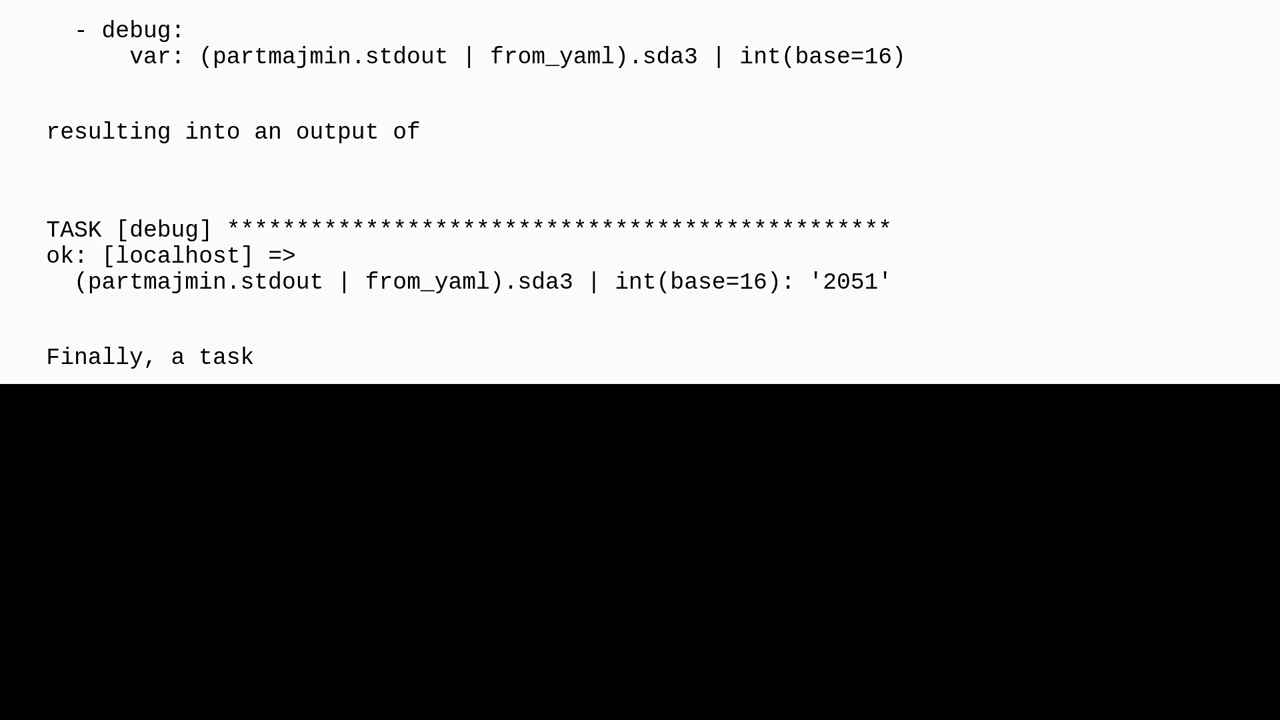 - debug:
var: (partmajmin.stdout | from_yaml).sda3 | int(base=16)
resulting into an output of
TASK [debug] ************************************************
ok: [localhost] =>
(partmajmin.stdout | from_yaml).sda3 | int(base=16): '2051'
Finally, a task